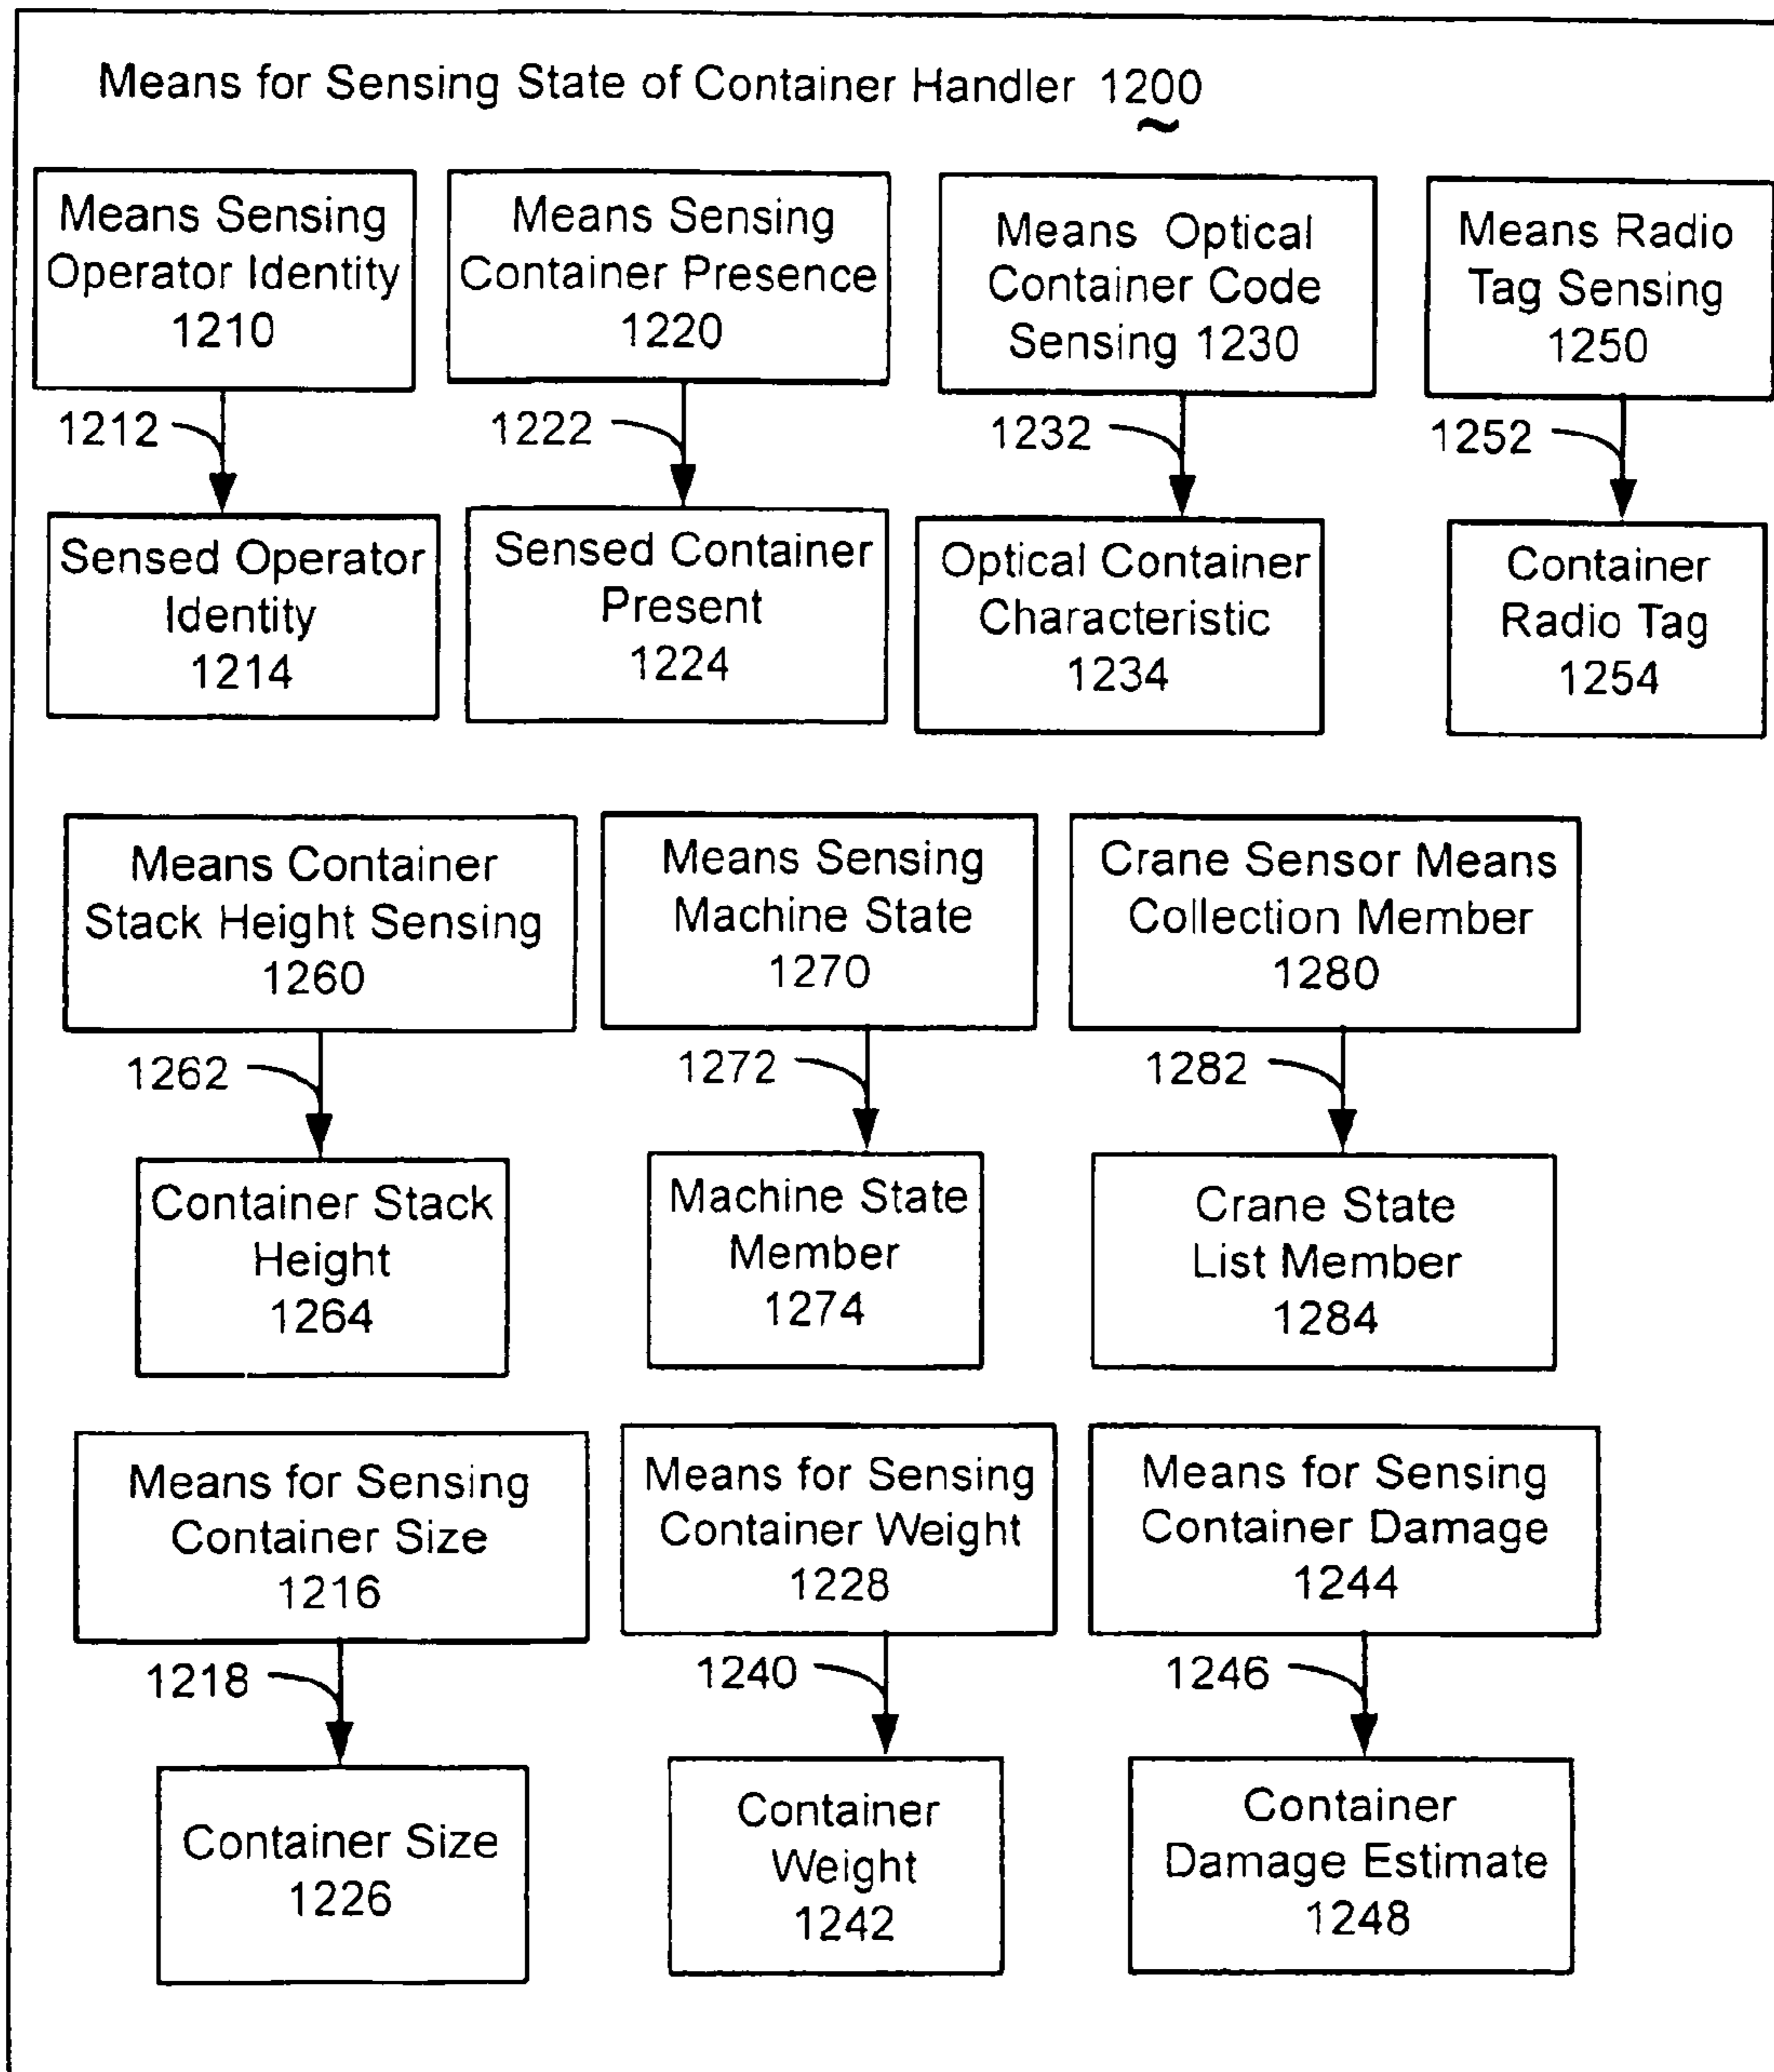 Means for Sensing State of Container Handler 1200
Means Sensing
Operator Identity
1210
Means Sensing
Container Presence
1220
Means Optical
Container Code
Sensing 1230
Means Radio
Tag Sensing
1250
1212
1222
1232
1252
Sensed Operator
Identity
1214
Sensed Container
Present
1224
Optical Container
Characteristic
1234
Container
Radio Tag
1254
Means Container
Stack Height Sensing
1260
Means Sensing
Machine State
1270
Crane Sensor Means
Collection Member
1280
1262
1272
1282
Container Stack
Height
1264
Machine State
Member
1274
Crane State
List Member
1284
Means for Sensing
Container Size
1216
Means for Sensing
Container Weight
1228
Means for Sensing
Container Damage
1244
1218
1240
1246
Container Size
1226
Container
Weight
1242
Container
Damage Estimate
1248